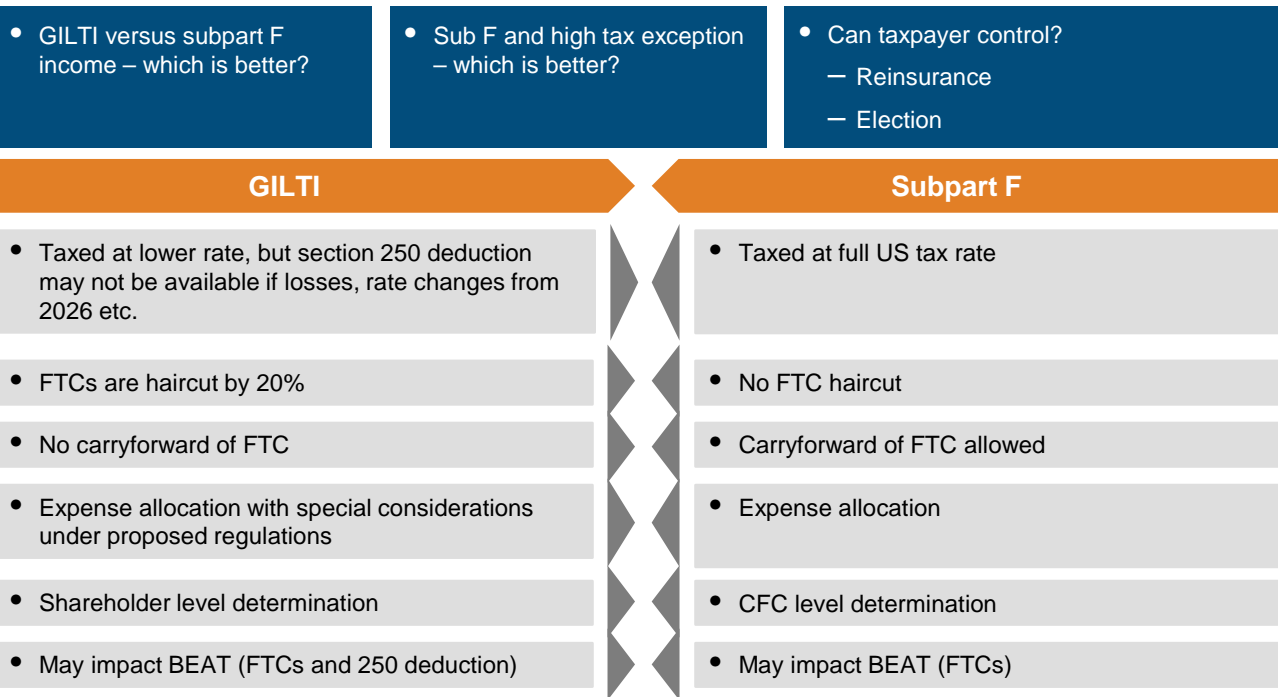 • GILTI versus subpart F
income – which is better?
• Sub F and high tax exception
– which is better?
• Can taxpayer control?
– Reinsurance
– Election
GILTI
Subpart F
• Taxed at lower rate, but section 250 deduction
may not be available if losses, rate changes from
2026 etc.
• Taxed at full US tax rate
• FTCs are haircut by 20%
• No FTC haircut
• No carryforward of FTC
• Carryforward of FTC allowed
• Expense allocation with special considerations
under proposed regulations
• Expense allocation
• Shareholder level determination
• CFC level determination
• May impact BEAT (FTCs and 250 deduction)
• May impact BEAT (FTCs)